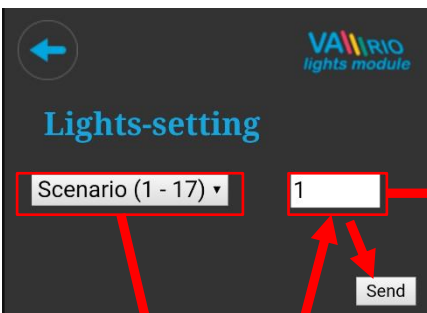 VARIO
lights module
Lights-setting
Scenario (1 - 17)
1
Send